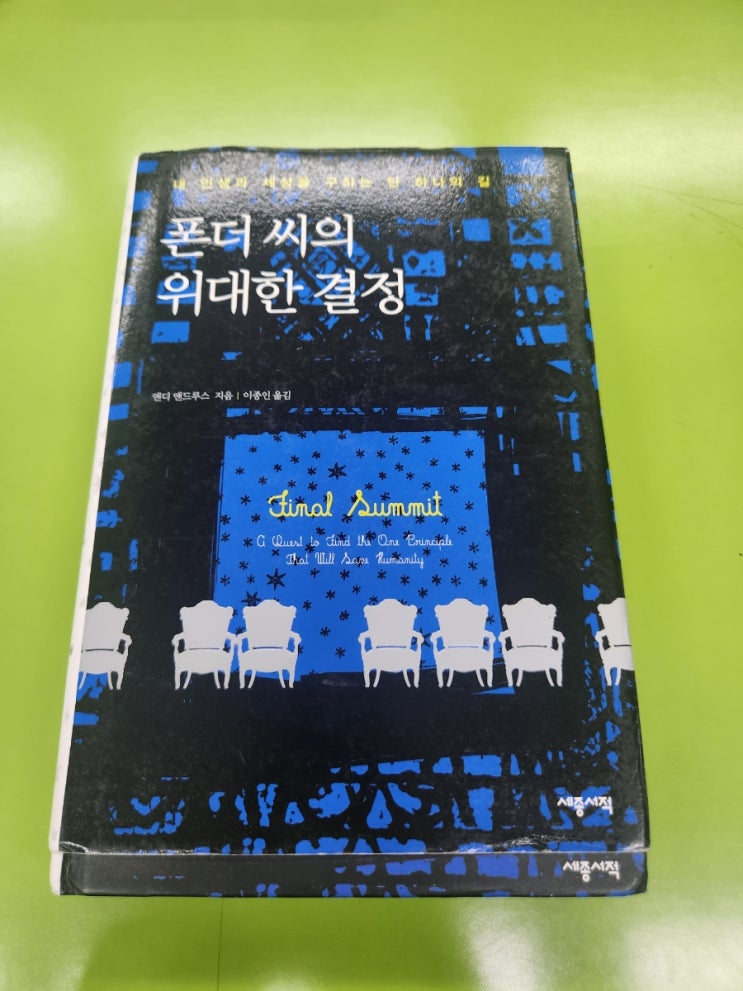 내 인생과 세상을 구하는 단 하나의 길
폰더 씨의
위대한 결정
앤디 앤드루스 지음 | 이종인 옮김
Final Summit
A Quest to Find the One Principle
That Will Save Humanity
세종서적
세종서적